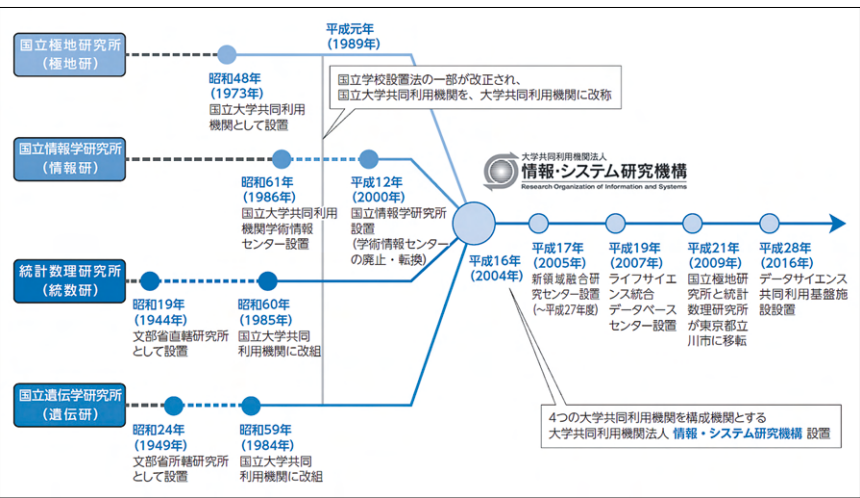 国立極地研究所
(極地研)
昭和48年
(1973年)
国立大学共同利用
機関として設置
平成元年
(1989年)
国立学校設置法の一部が改正され、
国立大学共同利用機関を、大学共同利用機関に改称
国立情報学研究所
(情報研)
昭和61年
(1986年)
国立大学共同利用
機関学術情報
センター設置
平成12年
(2000年)
国立情報学研究所
設置
(学術情報センター
の廃止・転換)
統計数理研究所
(統数研)
昭和19年
(1944年)
文部省直轄研究所
として設置
昭和60年
(1985年)
国立大学共同
利用機関に改組
国立遺伝学研究所
(遺伝研)
昭和24年
(1949年)
文部省所轄研究所
として設置
昭和59年
(1984年)
国立大学共同
利用機関に改組
大学共同利用機関法人
情報・システム研究機構
Research Organization of Information and Systems
平成16年
(2004年)
平成17年
(2005年)
新領域融合研
究センター設置
(〜平成27年度)
平成19年
(2007年)
ライフサイエ
ンス統合
データベース
センター設置
平成21年
(2009年)
国立極地研
究所と統計
数理研究所
が東京都立
川市に移転
平成28年
(2016年)
データサイエンス
共同利用基盤施
設設置
4つの大学共同利用機関を構成機関とする
大学共同利用機関法人 情報・システム研究機構 設置